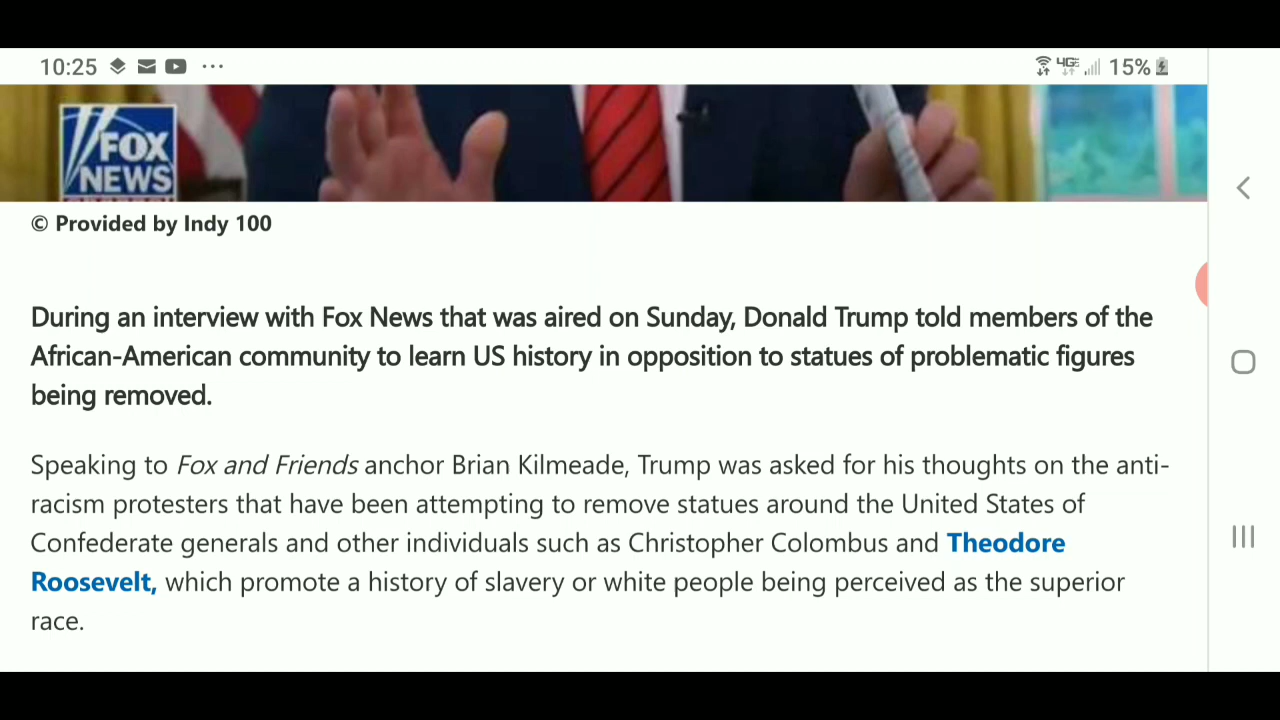 10:25 ... 4GE 15%
FOX
NEWS
© Provided by Indy 100
During an interview with Fox News that was aired on Sunday, Donald Trump told members of the
African-American community to learn US history in opposition to statues of problematic figures
being removed.
Speaking to Fox and Friends anchor Brian Kilmeade, Trump was asked for his thoughts on the anti-
racism protesters that have been attempting to remove statues around the United States of
Confederate generals and other individuals such as Christopher Colombus and Theodore
Roosevelt, which promote a history of slavery or white people being perceived as the superior
race.